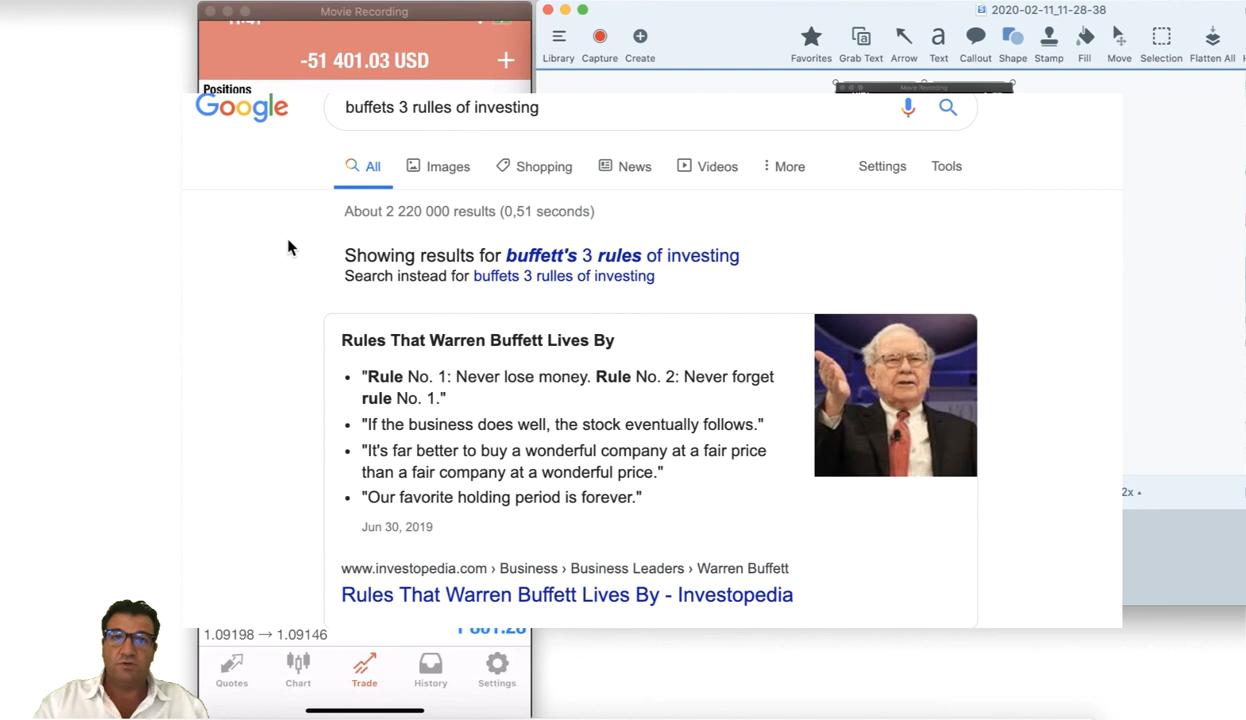 Movie Recording
-51 401.03 USD
+
Positions
2020-02-11_11-28-38
Library
Capture
Create
Favorites
Grab Text
Arrow
Text
Callout
Shape
Stamp
Fill
Move
Selection
Flatten All
Movie Recording
Google
buffets 3 rulles of investing
All
Images
Shopping
News
Videos
More
Settings
Tools
About 2 220 000 results (0,51 seconds)
Showing results for buffett's 3 rules of investing
Search instead for buffets 3 rulles of investing
Rules That Warren Buffett Lives By
• "Rule No. 1: Never lose money. Rule No. 2: Never forget
rule No. 1."
• "If the business does well, the stock eventually follows."
• "It's far better to buy a wonderful company at a fair price
than a fair company at a wonderful price."
• "Our favorite holding period is forever."
Jun 30, 2019
www.investopedia.com › Business › Business Leaders › Warren Buffett
Rules That Warren Buffett Lives By - Investopedia
2x
1.09198 → 1.09146
Quotes
Chart
Trade
History
Settings